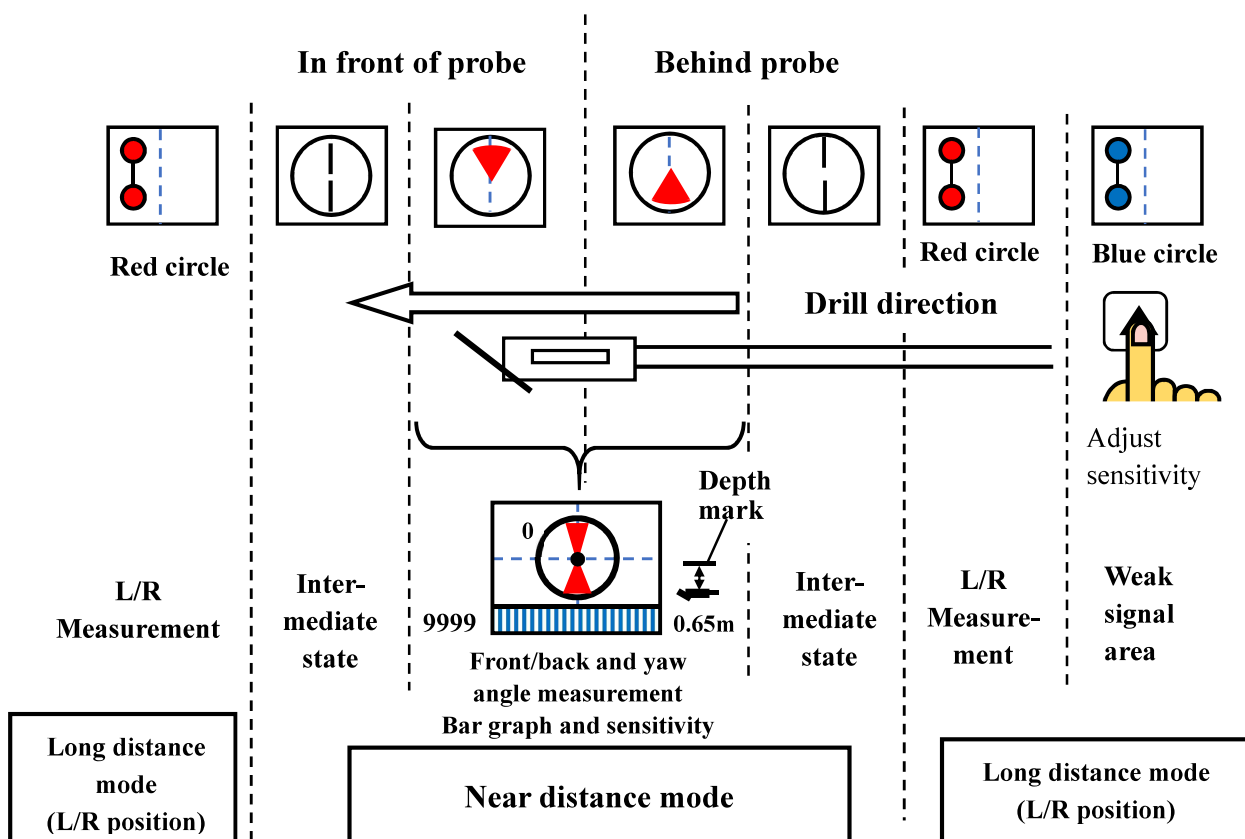 In front of probe
Behind probe
Red circle
Red circle
Blue circle
Drill direction
Adjust
sensitivity
Depth
mark
0
9999
0.65m
L/R
Measurement
Inter-
mediate
state
Front/back and yaw
angle measurement
Bar graph and sensitivity
Inter-
mediate
state
L/R
Measure-
ment
Weak
signal
area
Long distance
mode
(L/R position)
Near distance mode
Long distance mode
(L/R position)